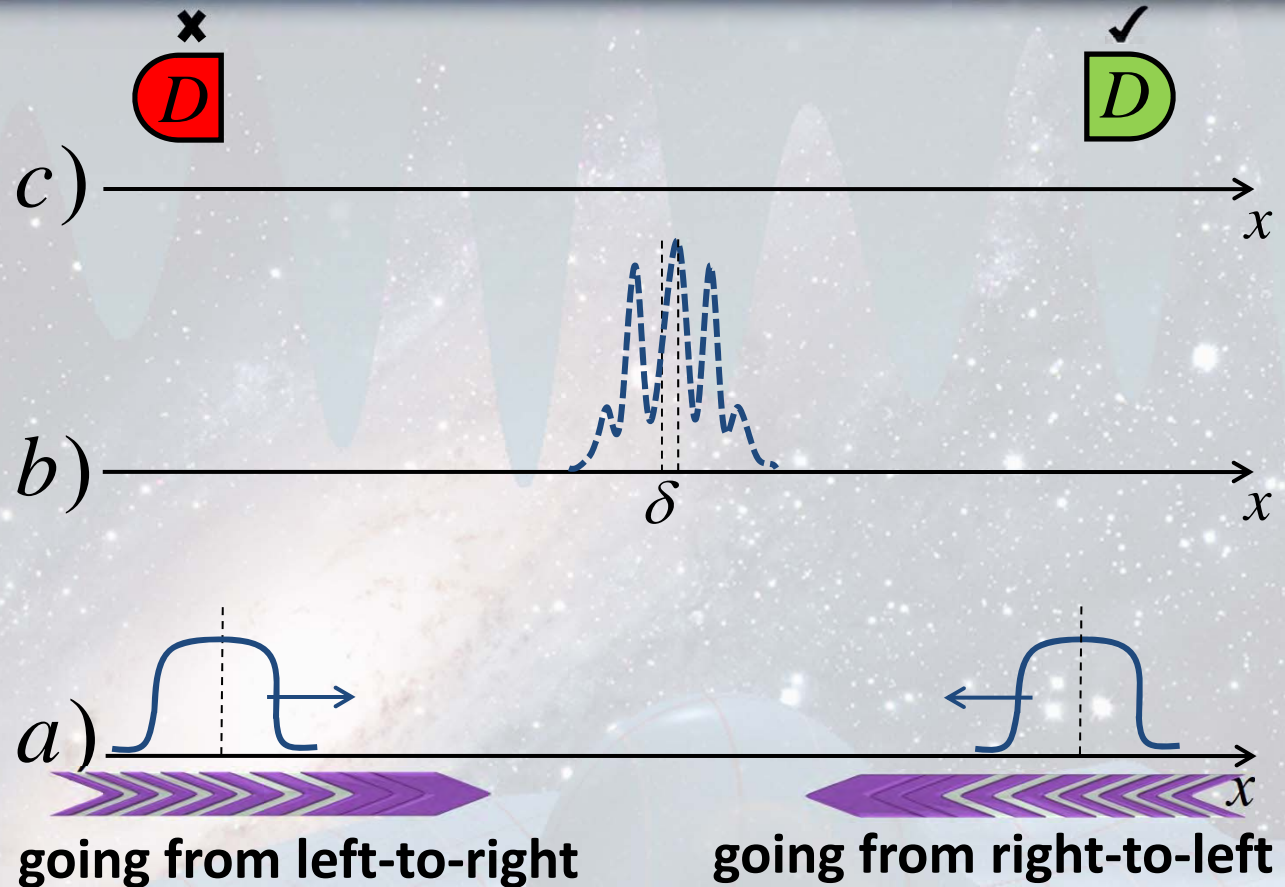 D D
c)
x
b)
δ x
a)
x
going from left-to-right going from right-to-left